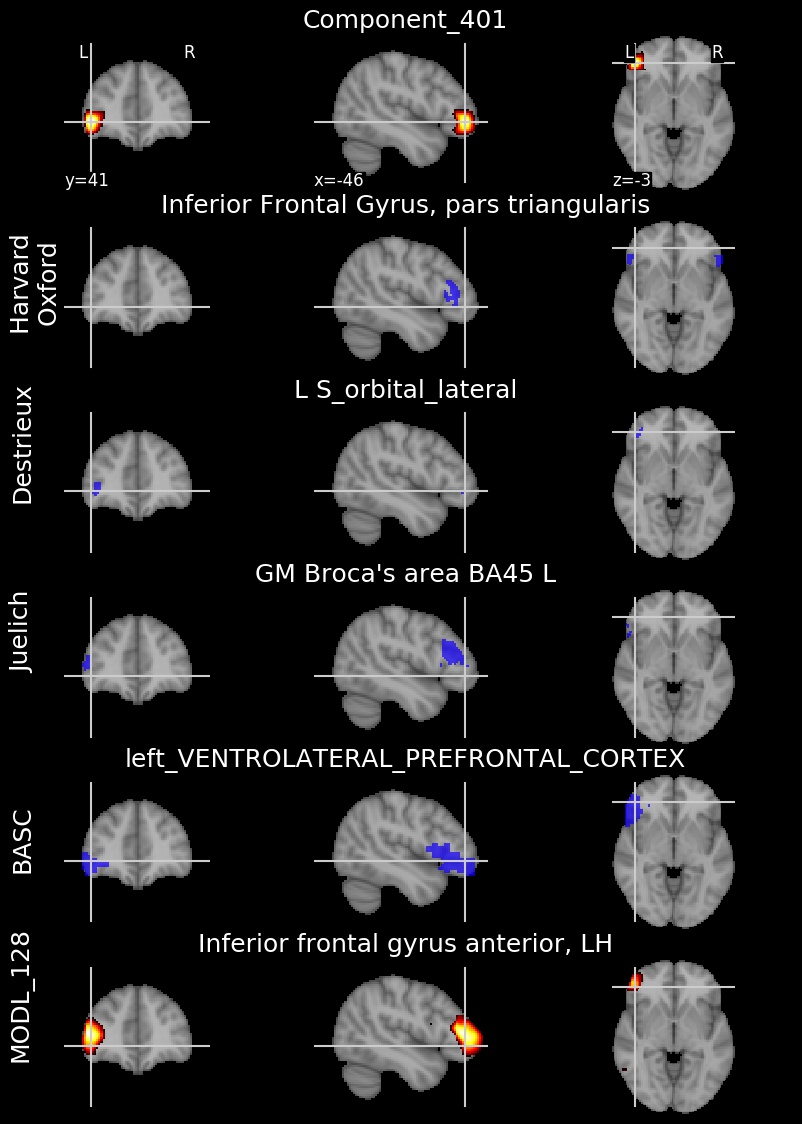 Component_401
L R
L R
y=41 x=-46 z=-3
Inferior Frontal Gyrus, pars triangularis
Harvard
Oxford
L S_orbital_lateral
Destrieux
GM Broca's area BA45 L
Juelich
left_VENTROLATERAL_PREFRONTAL_CORTEX
BASC
Inferior frontal gyrus anterior, LH
MODL_128